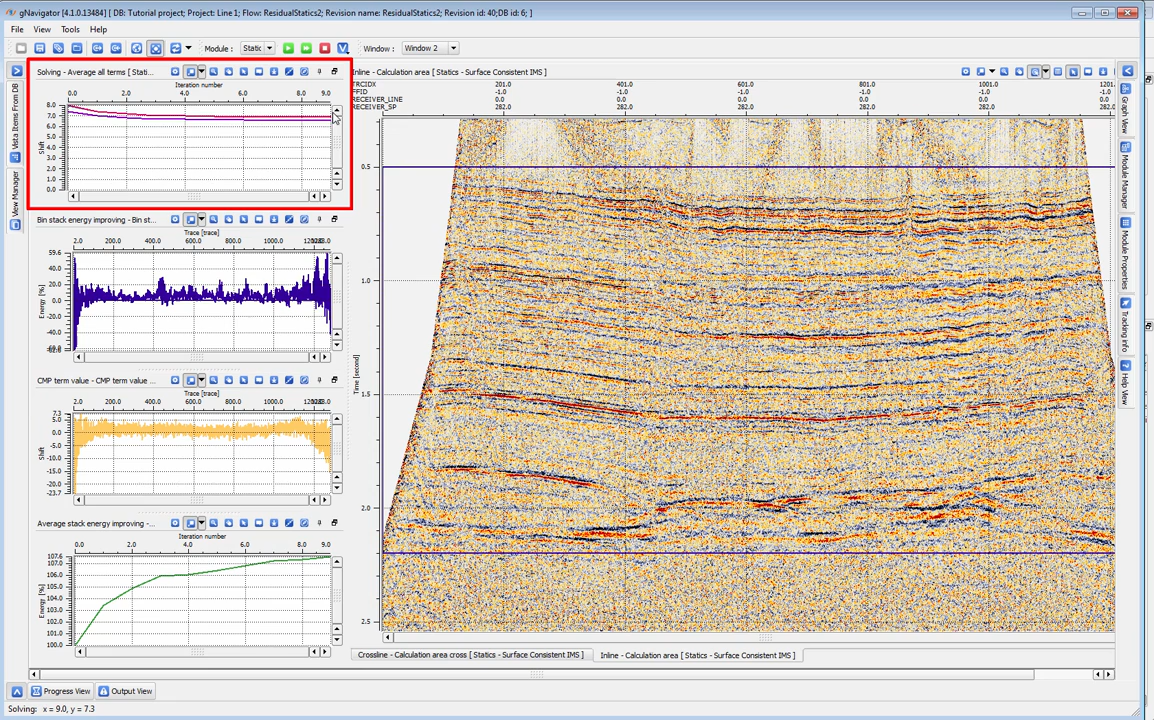 gNavigator [4.1.0.13484] [ DB: Tutorial project; Project: Line1; Flow: ResidualStatics2; Revision name: ResidualStatics2; Revision id: 40;DB id: 6; ]
File View Tools Help
Module : Static Window : Window 2
Solving - Average all terms [ Stati...
Iteration number
0.0 2.0 4.0 6.0 8.0 9.0
8.0
7.0
6.0
5.0
4.0
3.0
2.0
1.0
0.0
Shift
Bin stack energy improving - Bin st...
Trace [trace]
2.0 200.0 400.0 600.0 800.0 1000.0
59.6
40.0
20.0
0.0
-20.0
-40.0
Energy [%]
CMP term value - CMP term value ...
Trace [trace]
2.0 200.0 400.0 600.0 800.0 1000.0
7.3
5.0
0.0
-5.0
-10.0
-15.0
-20.0
-23.7
Shift
Average stack energy improving -...
Iteration number
0.0 2.0 4.0 6.0 8.0 9.0
107.6
107.0
106.0
105.0
104.0
103.0
102.0
101.0
100.0
Energy [%]
Inline - Calculation area [ Statics - Surface Consistent IMS ]
TRCIDX 201.0 401.0 601.0 801.0 1001.0 1201
FFID -1.0 -1.0 -1.0 -1.0 -1.0 -1.0
RECEIVER_LINE 0.0 0.0 0.0 0.0 0.0 0.0
RECEIVER_SP 282.0 282.0 282.0 282.0 282.0 282.0
0.5
1.0
1.5
2.0
2.5
Time [second]
Crossline - Calculation area cross [ Statics - Surface Consistent IMS ]
Inline - Calculation area [ Statics - Surface Consistent IMS ]
Vista Items From DB
View Manager
Graph View
Module Manager
Module Properties
Tracking info
Help View
Progress View Output View
Solving: x = 9.0, y = 7.3